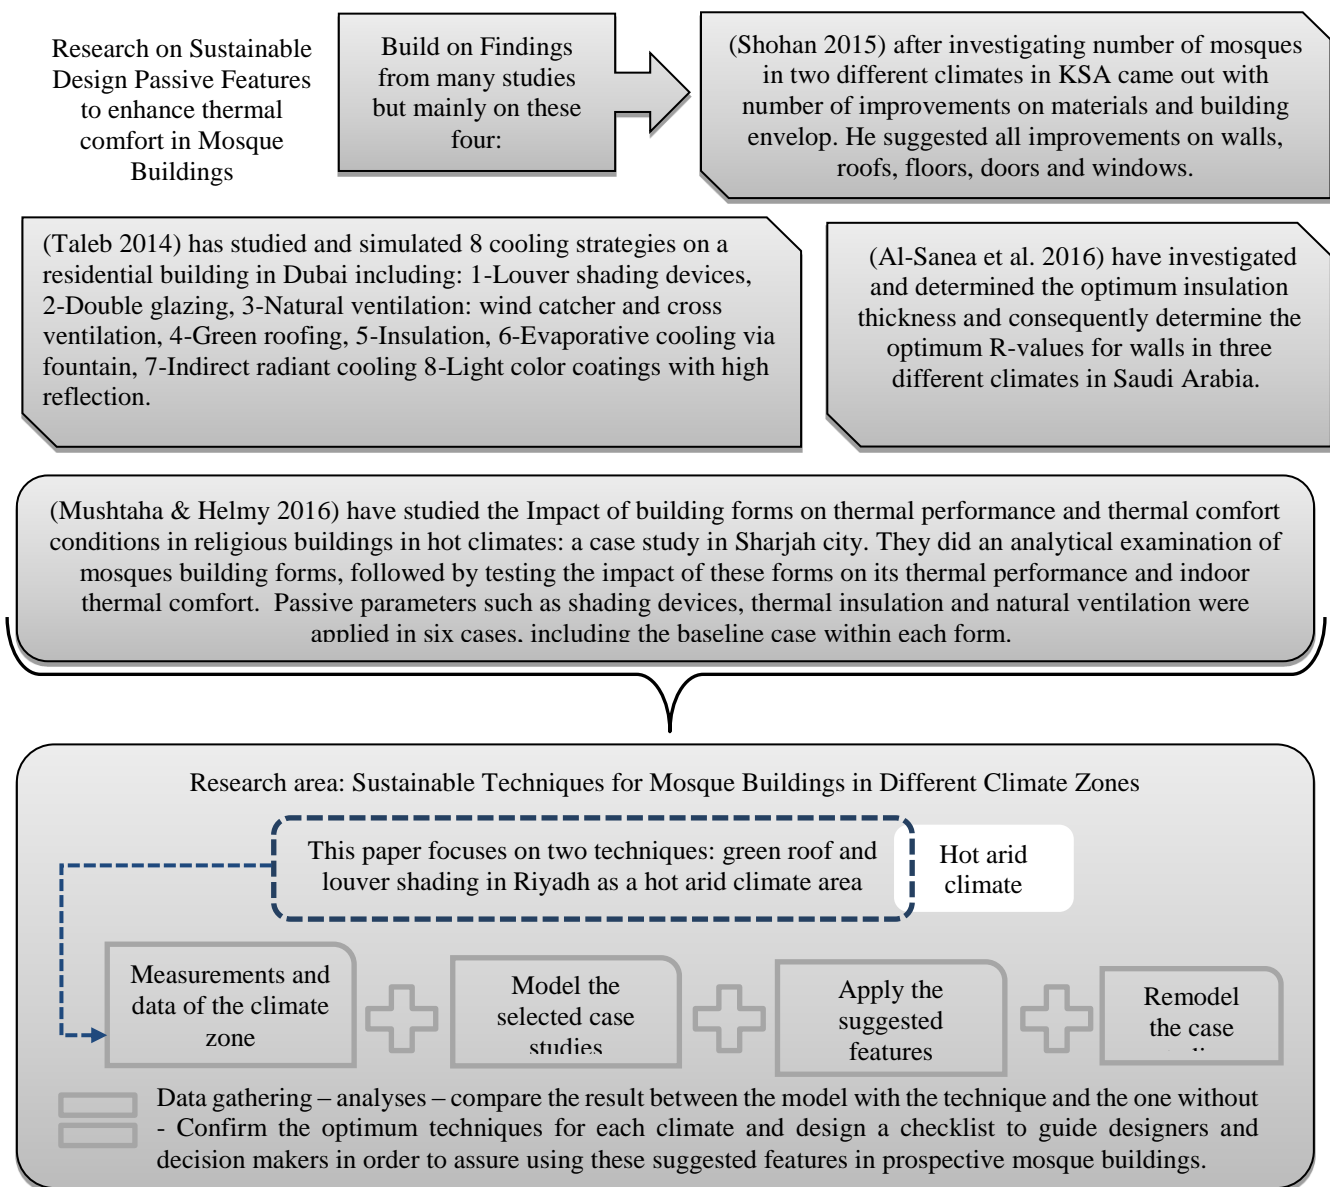 Research on Sustainable
Design Passive Features
to enhance thermal
comfort in Mosque
Buildings
Build on Findings
from many studies
but mainly on these
four:
(Shohan 2015) after investigating number of mosques
in two different climates in KSA came out with
number of improvements on materials and building
envelop. He suggested all improvements on walls,
roofs, floors, doors and windows.
(Taleb 2014) has studied and simulated 8 cooling strategies on a
residential building in Dubai including: 1-Louver shading devices,
2-Double glazing, 3-Natural ventilation: wind catcher and cross
ventilation, 4-Green roofing, 5-Insulation, 6-Evaporative cooling via
fountain, 7-Indirect radiant cooling 8-Light color coatings with high
reflection.
(Al-Sanea et al. 2016) have investigated
and determined the optimum insulation
thickness and consequently determine the
optimum R-values for walls in three
different climates in Saudi Arabia.
(Mushtaha & Helmy 2016) have studied the Impact of building forms on thermal performance and thermal comfort
conditions in religious buildings in hot climates: a case study in Sharjah city. They did an analytical examination of
mosques building forms, followed by testing the impact of these forms on its thermal performance and indoor
thermal comfort. Passive parameters such as shading devices, thermal insulation and natural ventilation were
applied in six cases, including the baseline case within each form.
Research area: Sustainable Techniques for Mosque Buildings in Different Climate Zones
This paper focuses on two techniques: green roof and
louver shading in Riyadh as a hot arid climate area
Hot arid
climate
Measurements and
data of the climate
zone
Model the
selected case
studies
Apply the
suggested
features
Remodel
the case
Data gathering – analyses – compare the result between the model with the technique and the one without
- Confirm the optimum techniques for each climate and design a checklist to guide designers and
decision makers in order to assure using these suggested features in prospective mosque buildings.